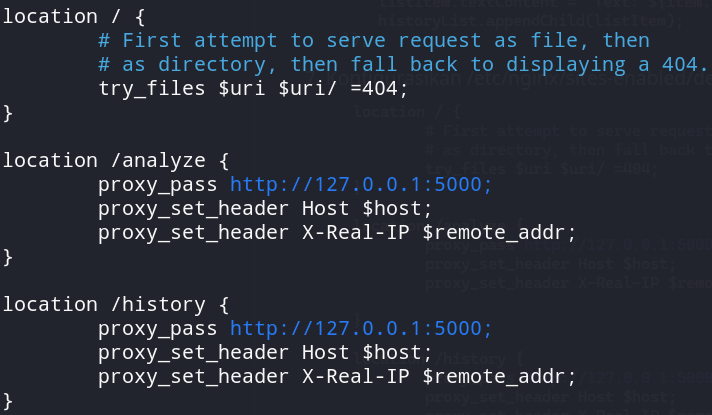 location / {
        # First attempt to serve request as file, then
        # as directory, then fall back to displaying a 404.
        try_files $uri $uri/ =404;
}

location /analyze {
        proxy_pass http://127.0.0.1:5000;
        proxy_set_header Host $host;
        proxy_set_header X-Real-IP $remote_addr;
}

location /history {
        proxy_pass http://127.0.0.1:5000;
        proxy_set_header Host $host;
        proxy_set_header X-Real-IP $remote_addr;
}